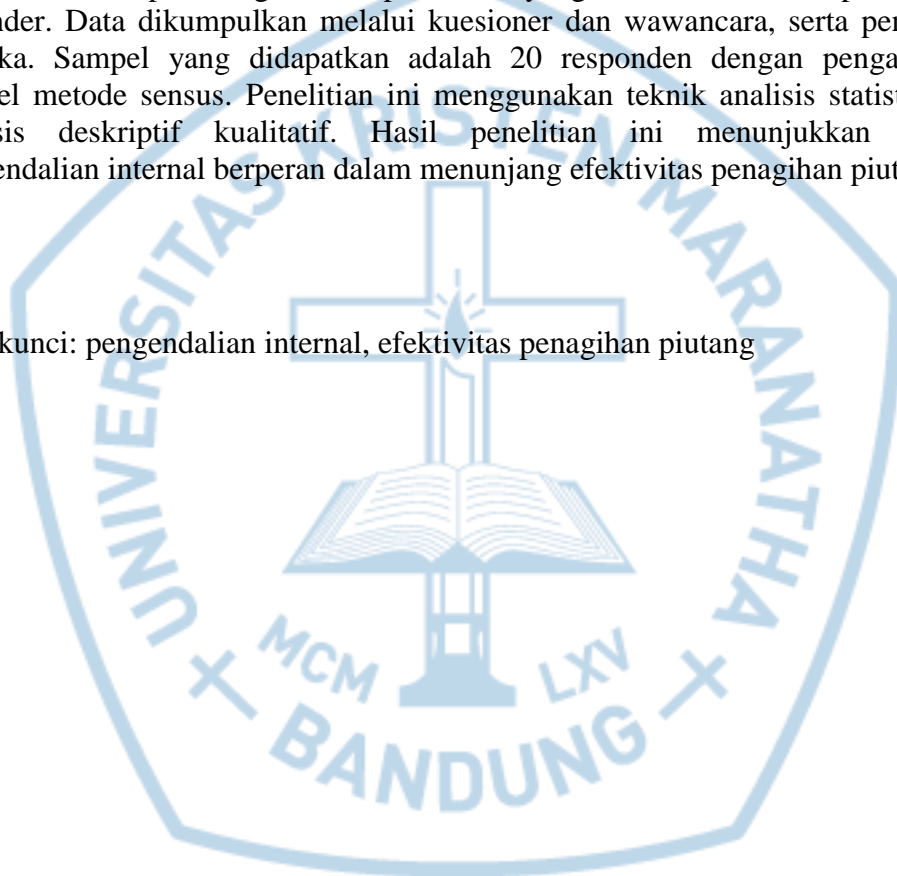 nder. Data dikumpulkan melalui kuesioner dan wawancara, serta per
ka. Sampel yang didapatkan adalah 20 responden dengan penga
el metode sensus. Penelitian ini menggunakan teknik analisis statist
sis deskriptif kualitatif. Hasil penelitian ini menunjukkan
endalian internal berperan dalam menunjang efektivitas penagihan piut
kunci: pengendalian internal, efektivitas penagihan piutang
UNIVERSITAS KRISTEN MARANATHA
MCM LXV
BANDUNG